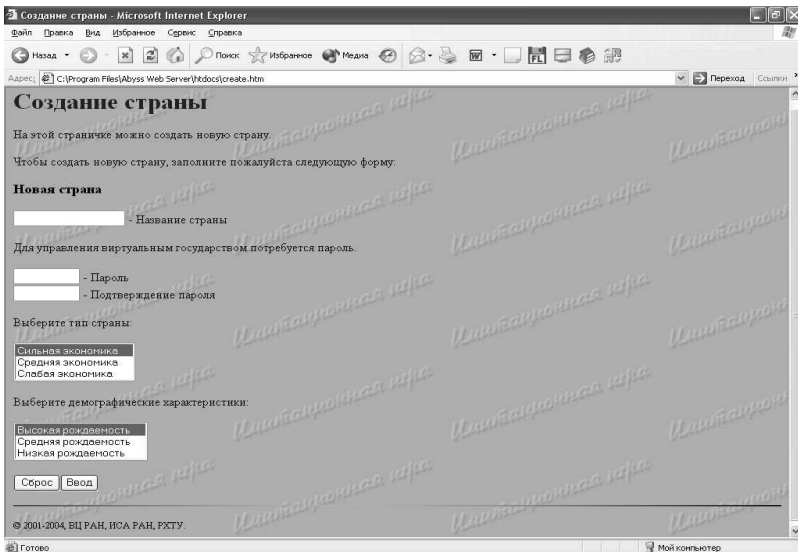 Создание страны - Microsoft Internet Explorer
Файл Правка Вид Избранное Сервис Справка
Назад Поиск Избранное Медиа
Адрес: C:\Program Files\Abyss Web Server\htdocs\create.htm Переход Ссылки
Создание страны
На этой страничке можно создать новую страну.
Чтобы создать новую страну, заполните пожалуйста следующую форму:
Новая страна
- Название страны
Для управления виртуальным государством потребуется пароль.
- Пароль
- Подтверждение пароля
Выберите тип страны:
Сильная экономика
Средняя экономика
Слабая экономика
Выберите демографические характеристики:
Высокая рождаемость
Средняя рождаемость
Низкая рождаемость
Сброс Ввод
© 2001-2004, ВЦ РАН, ИСА РАН, РХТУ.
Готово Мой компьютер
Имитационная игра